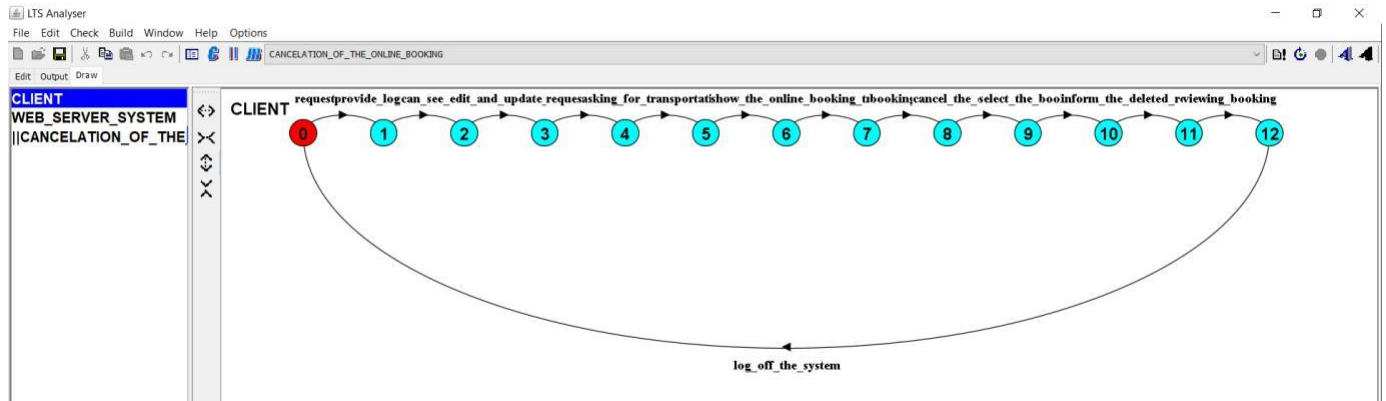 LTS Analyser
File Edit Check Build Window Help Options
CANCELATION_OF_THE_ONLINE_BOOKING
Edit Output Draw
CLIENT
WEB_SERVER_SYSTEM
||CANCELATION_OF_THE
CLIENT
requestprovide_logcan_see_edit_and_update_requesasking_for_transportatishow_the_online_booking_tbbookingcancel_the_select_the_booinform_the_deleted_rviewing_booking
0 1 2 3 4 5 6 7 8 9 10 11 12
log_off_the_system